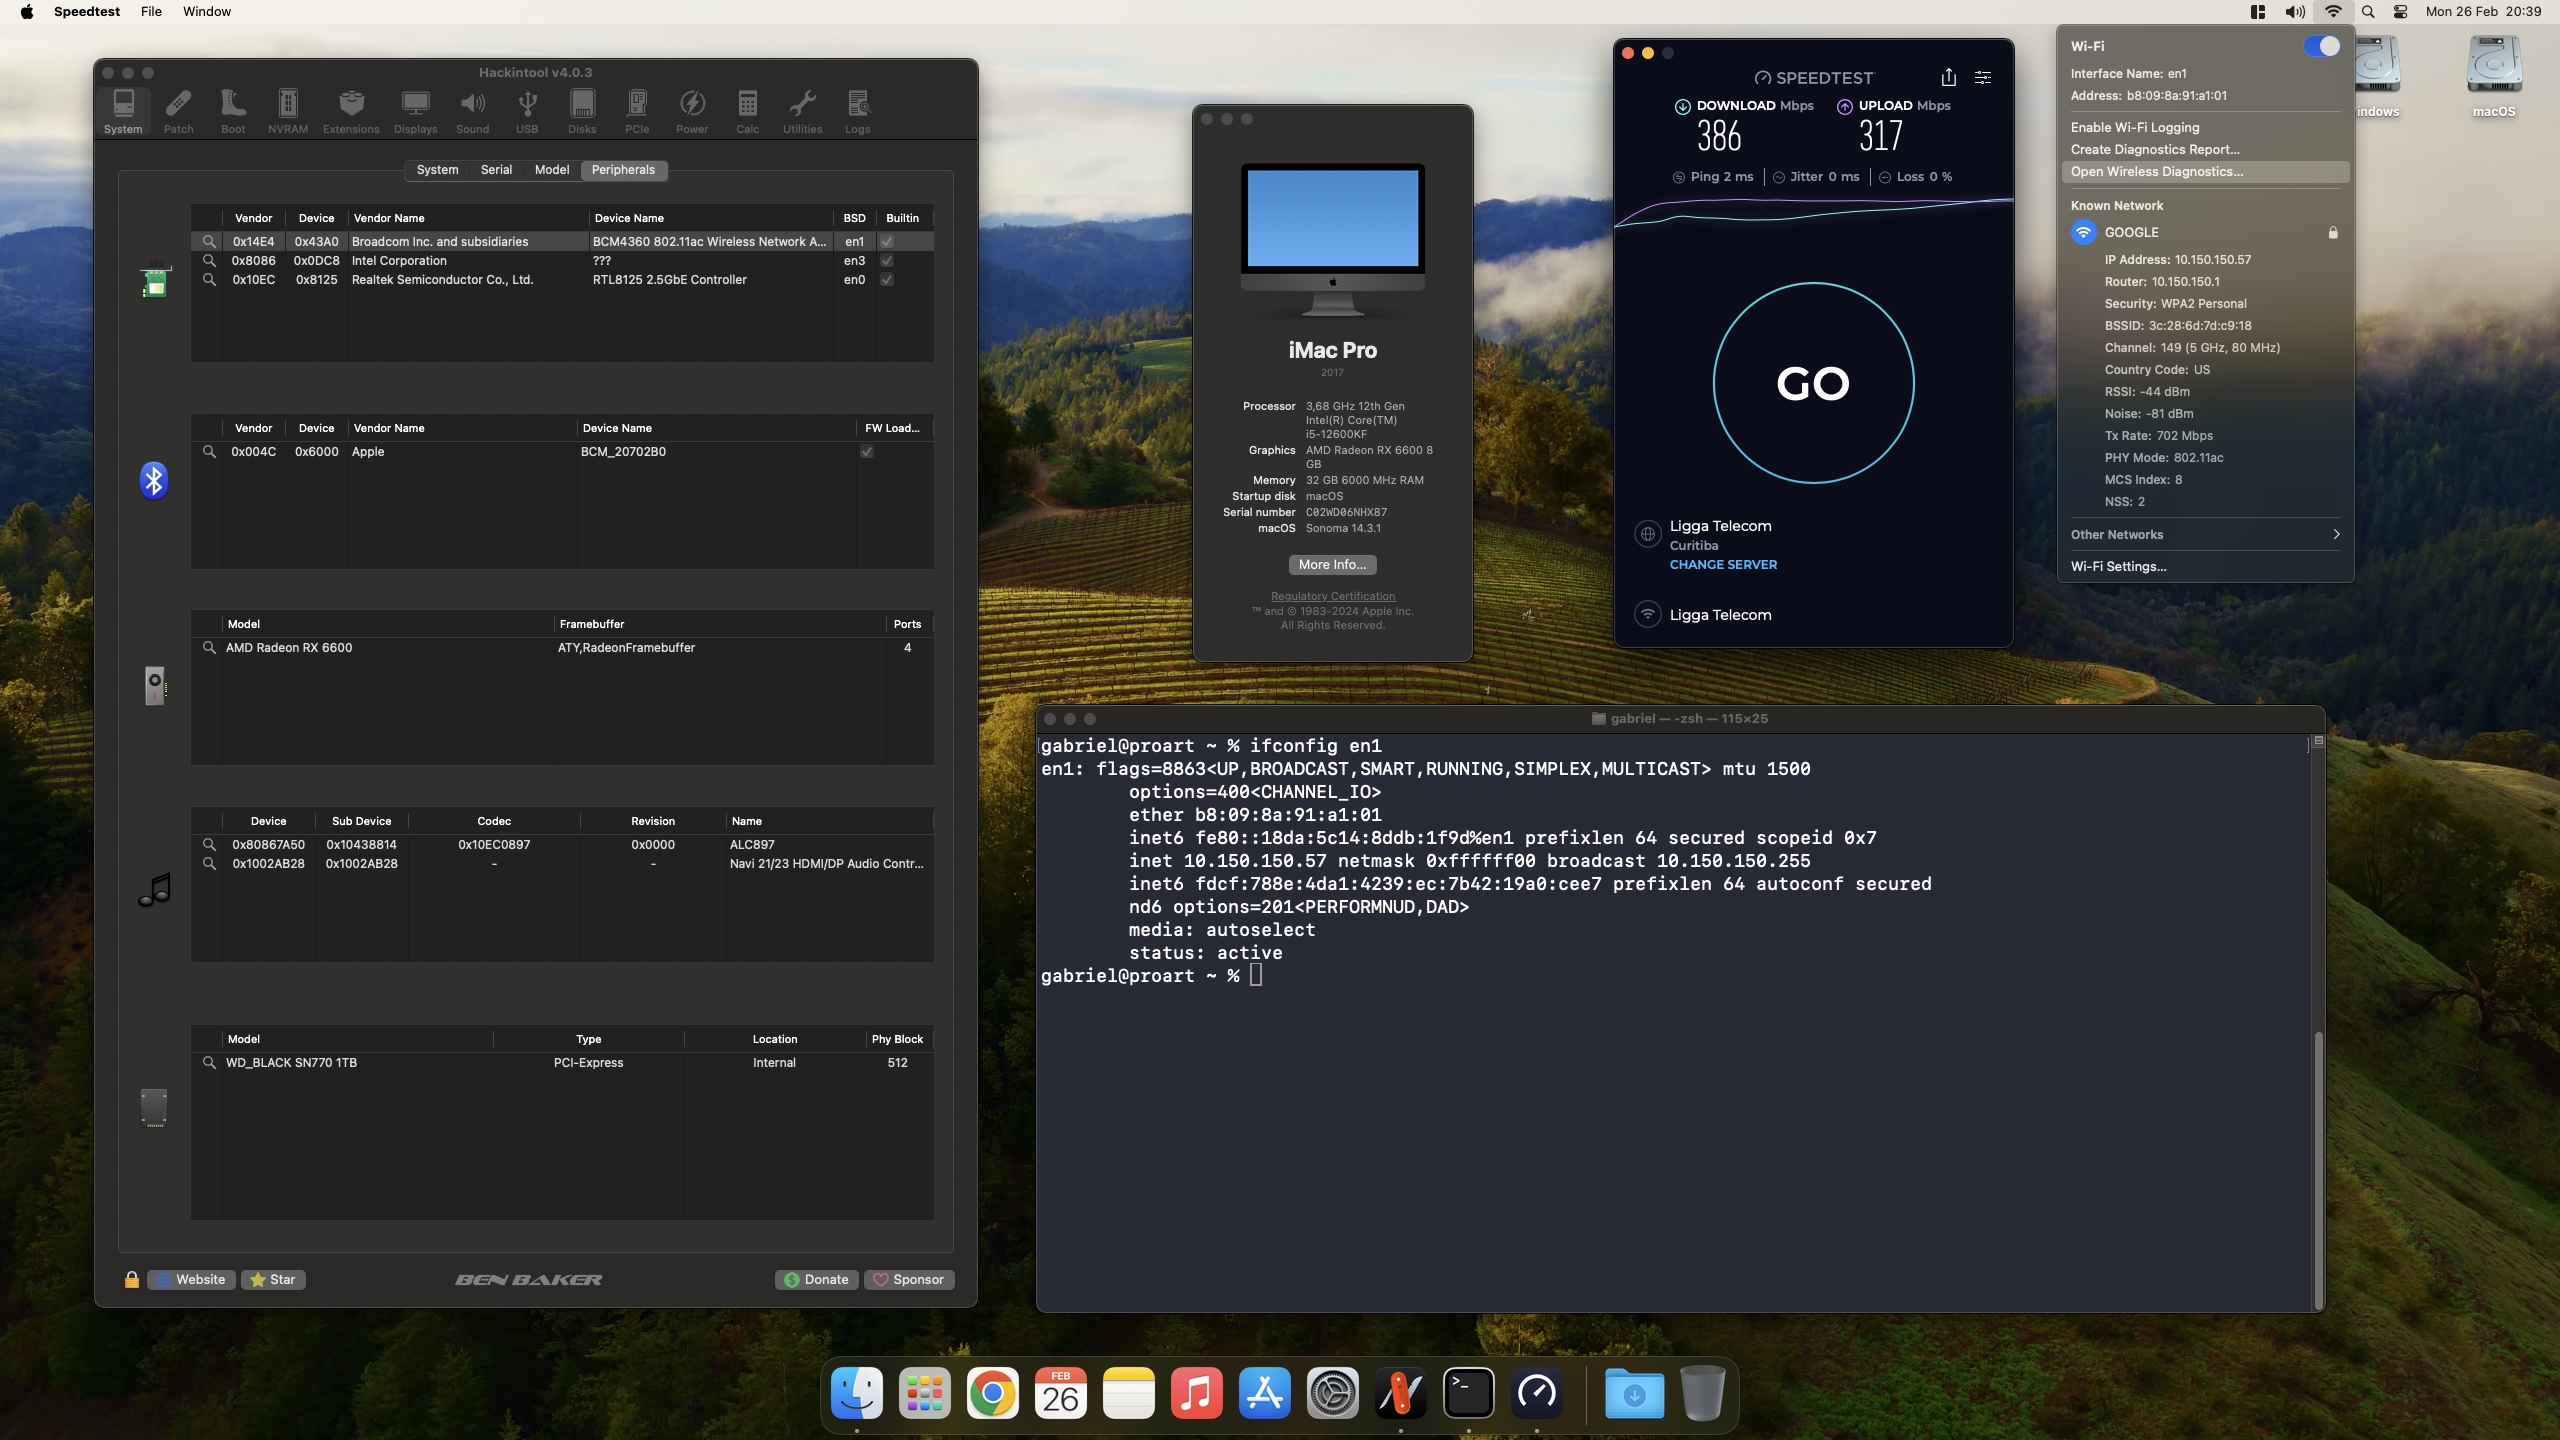 Speedtest File Window
Mon 26 Feb 20:39
Hackintool v4.0.3
System Patch Boot NVRAM Extensions Displays Sound USB Disks PCIe Power Calc Utilities Logs
System Serial Model Peripherals
Vendor Device Vendor Name Device Name BSD Builtin
0x14E4 0x43A0 Broadcom Inc. and subsidiaries BCM4360 802.11ac Wireless Network A... en1
0x8086 0x0DC8 Intel Corporation ??? en3
0x10EC 0x8125 Realtek Semiconductor Co., Ltd. RTL8125 2.5GbE Controller en0
Vendor Device Vendor Name Device Name FW Load...
0x004C 0x6000 Apple BCM_20702B0
Model Framebuffer Ports
AMD Radeon RX 6600 ATY,RadeonFramebuffer 4
Device Sub Device Codec Revision Name
0x80867A50 0x10438814 0x10EC0897 0x0000 ALC897
0x1002AB28 0x1002AB28 - - Navi 21/23 HDMI/DP Audio Contr...
Model Type Location Phy Block
WD_BLACK SN770 1TB PCI-Express Internal 512
Website Star BEN BAKER Donate Sponsor
iMac Pro
2017
Processor 3,68 GHz 12th Gen
Intel(R) Core(TM)
i5-12600KF
Graphics AMD Radeon RX 6600 8
GB
Memory 32 GB 6000 MHz RAM
Startup disk macOS
Serial number C02WD06NHX87
macOS Sonoma 14.3.1
More Info...
Regulatory Certification
™ and © 1983-2024 Apple Inc.
All Rights Reserved.
SPEEDTEST
DOWNLOAD Mbps UPLOAD Mbps
386 317
Ping 2 ms Jitter 0 ms Loss 0 %
GO
Ligga Telecom
Curitiba
CHANGE SERVER
Ligga Telecom
Wi-Fi
Interface Name: en1
Address: b8:09:8a:91:a1:01
Enable Wi-Fi Logging
Create Diagnostics Report...
Open Wireless Diagnostics...
Known Network
GOOGLE
IP Address: 10.150.150.57
Router: 10.150.150.1
Security: WPA2 Personal
BSSID: 3c:28:6d:7d:c9:18
Channel: 149 (5 GHz, 80 MHz)
Country Code: US
RSSI: -44 dBm
Noise: -81 dBm
Tx Rate: 702 Mbps
PHY Mode: 802.11ac
MCS Index: 8
NSS: 2
Other Networks
Wi-Fi Settings...
indows macOS
gabriel — -zsh — 115×25
gabriel@proart ~ % ifconfig en1
en1: flags=8863<UP,BROADCAST,SMART,RUNNING,SIMPLEX,MULTICAST> mtu 1500
options=400<CHANNEL_IO>
ether b8:09:8a:91:a1:01
inet6 fe80::18da:5c14:8ddb:1f9d%en1 prefixlen 64 secured scopeid 0x7
inet 10.150.150.57 netmask 0xffffff00 broadcast 10.150.150.255
inet6 fdcf:788e:4da1:4239:ec:7b42:19a0:cee7 prefixlen 64 autoconf secured
nd6 options=201<PERFORMNUD,DAD>
media: autoselect
status: active
gabriel@proart ~ %
FEB
26
>_